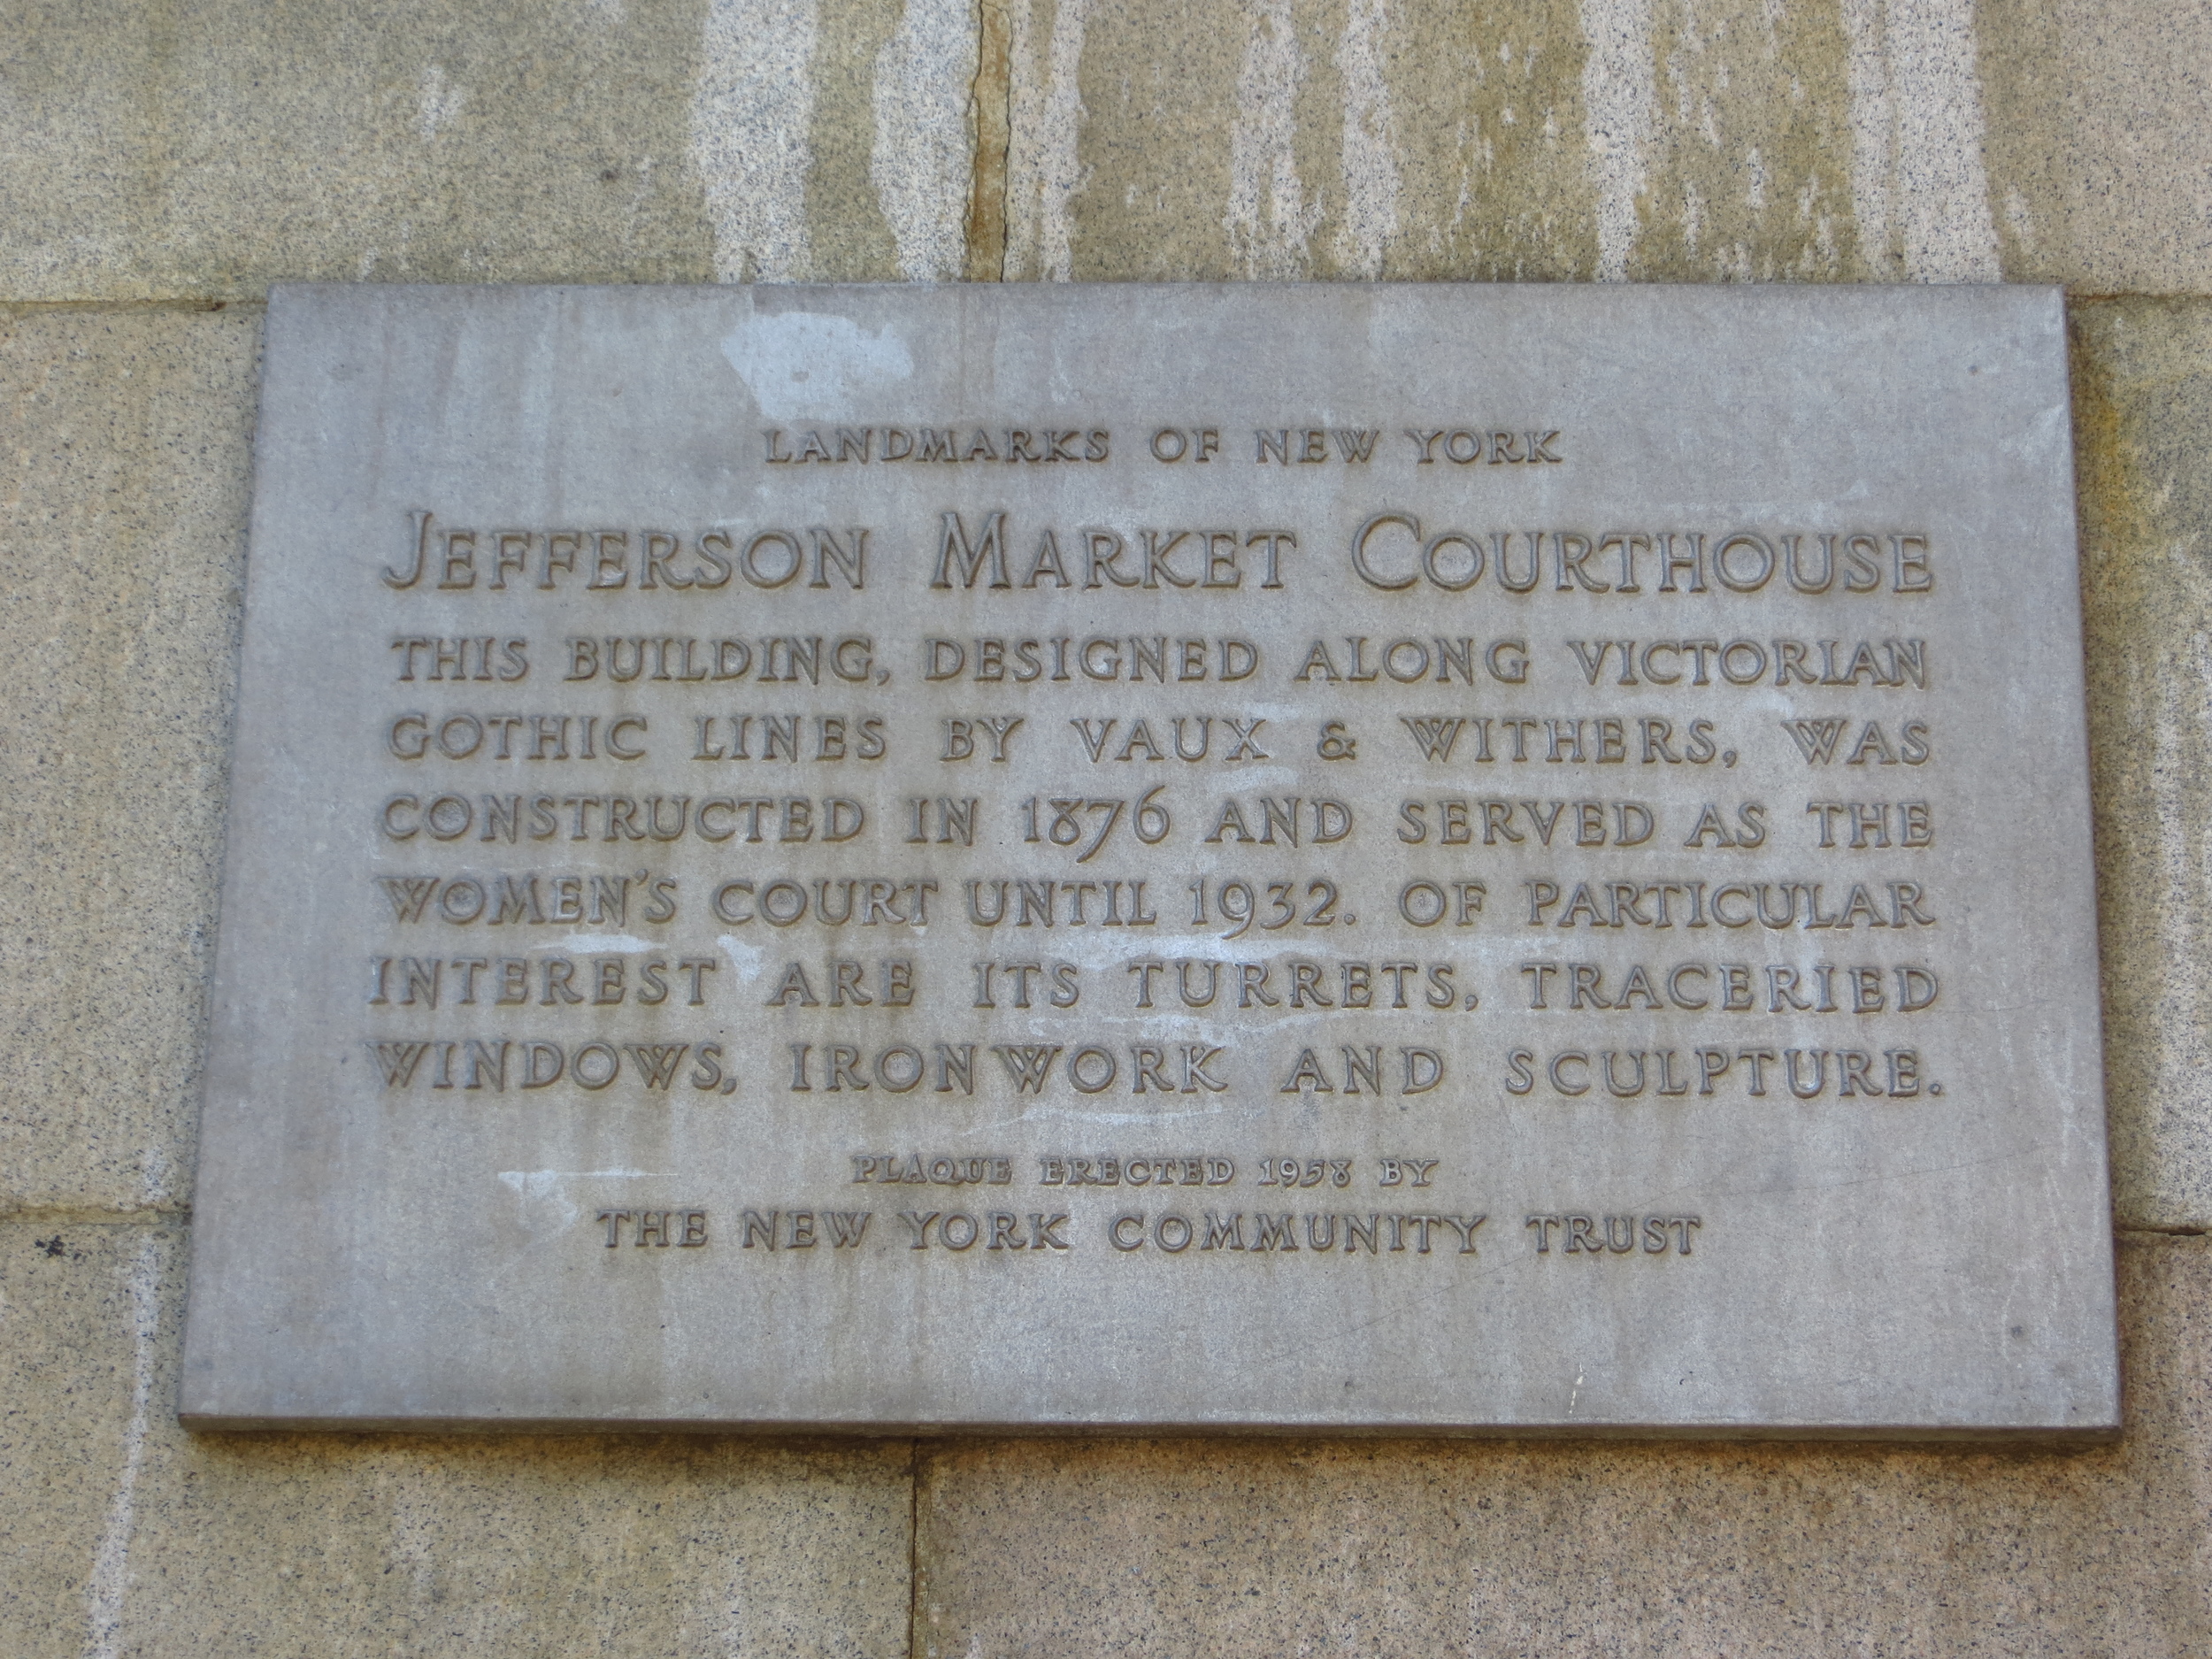 LANDMARKS OF NEW YORK
JEFFERSON MARKET COURTHOUSE
THIS BUILDING, DESIGNED ALONG VICTORIAN
GOTHIC LINES BY VAUX & WITHERS, WAS
CONSTRUCTED IN 1876 AND SERVED AS THE
WOMEN'S COURT UNTIL 1932. OF PARTICULAR
INTEREST ARE ITS TURRETS, TRACERIED
WINDOWS, IRONWORK AND SCULPTURE.
PLAQUE ERECTED 1958 BY
THE NEW YORK COMMUNITY TRUST